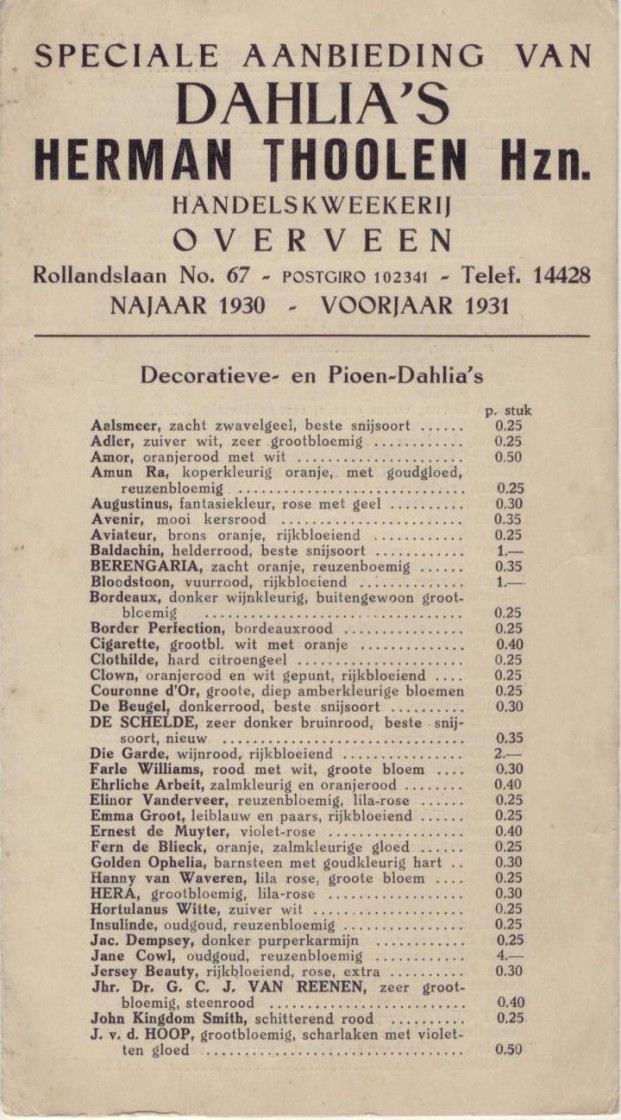 SPECIALE AANBIEDING VAN
DAHLIA'S
HERMAN THOOLEN Hzn.
HANDELSKWEEKERIJ
OVERVEEN
Rollandslaan No. 67 - POSTGIRO 102341 - Telef. 14428
NAJAAR 1930 - VOORJAAR 1931
Decoratieve- en Pioen-Dahlia's
p. stuk
Aalsmeer, zacht zwavelgeel, beste snijsoort ...... 0.25
Adler, zuiver wit, zeer grootbloemig ............ 0.25
Amor, oranjerood met wit ...................... 0.50
Amun Ra, koperkleurig oranje, met goudgloed,
reuzenbloemig .............................. 0.25
Augustinus, fantasiekleur, rose met geel .......... 0.30
Avenir, mooi kersrood ........................ 0.35
Aviateur, brons oranje, rijkbloeiend ............ 0.25
Baldachin, helderrood, beste snijsoort ............ 1.—
BERENGARIA, zacht oranje, reuzenboemig ...... 0.35
Bloodstoon, vuurrood, rijkbloeiend .............. 1.—
Bordeaux, donker wijnkleurig, buitengewoon groot-
bloemig .................................. 0.25
Border Perfection, bordeauxrood ................ 0.25
Cigarette, grootbl. wit met oranje .............. 0.40
Clothilde, hard citroengeel ...................... 0.25
Clown, oranjerood en wit gepunt, rijkbloeiend .... 0.25
Couronne d'Or, groote, diep amberkleurige bloemen 0.25
De Beugel, donkerrood, beste snijsoort .......... 0.30
DE SCHELDE, zeer donker bruinrood, beste snij-
soort, nieuw ................................ 0.35
Die Garde, wijnrood, rijkbloeiend ................ 2.—
Farle Williams, rood met wit, groote bloem .... 0.30
Ehrliche Arbeit, zalmkleurig en oranjerood ........ 0.40
Elinor Vanderveer, reuzenbloemig, lila-rose ...... 0.25
Emma Groot, leiblauw en paars, rijkbloeiend ...... 0.25
Ernest de Muyter, violet-rose .................. 0.40
Fern de Blieck, oranje, zalmkleurige gloed ...... 0.25
Golden Ophelia, barnsteen met goudkleurig hart .. 0.30
Hanny van Waveren, lila rose, groote bloem .... 0.25
HERA, grootbloemig, lila-rose .................. 0.30
Hortulanus Witte, zuiver wit .................... 0.25
Insulinde, oudgoud, reuzenbloemig ................ 0.25
Jac. Dempsey, donker purperkarmijn ............ 0.25
Jane Cowl, oudgoud, reuzenbloemig ............ 4.—
Jersey Beauty, rijkbloeiend, rose, extra .......... 0.30
Jhr. Dr. G. C. J. VAN REENEN, zeer groot-
bloemig, steenrood .......................... 0.40
John Kingdom Smith, schitterend rood .......... 0.25
J. v. d. HOOP, grootbloemig, scharlaken met violet-
ten gloed .................................. 0.50